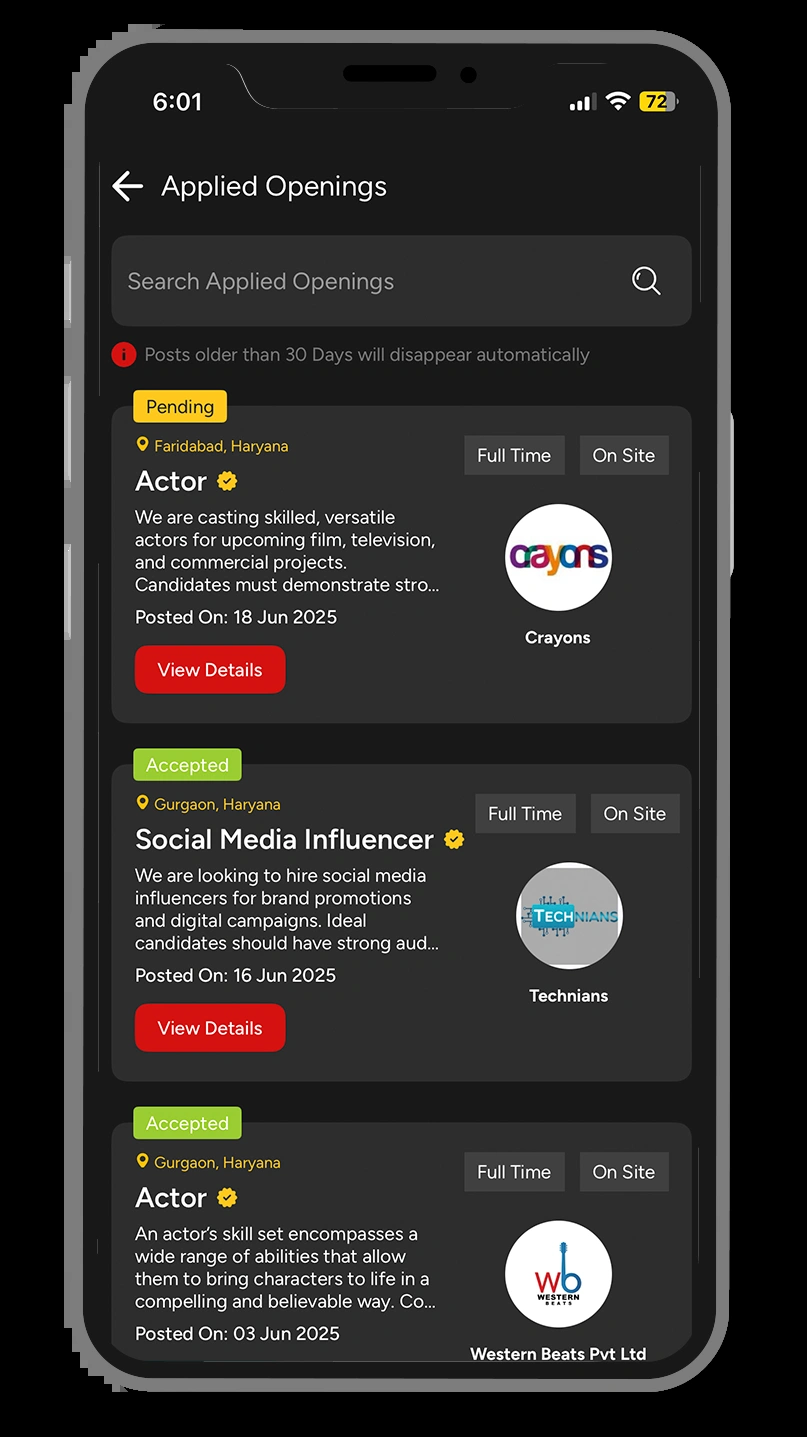 6:01
72
Applied Openings
Search Applied Openings
Posts older than 30 Days will disappear automatically
Pending
Faridabad, Haryana
Full Time
On Site
Actor
We are casting skilled, versatile
actors for upcoming film, television,
and commercial projects.
Candidates must demonstrate stro...
Posted On: 18 Jun 2025
View Details
crayons
Crayons
Accepted
Gurgaon, Haryana
Full Time
On Site
Social Media Influencer
We are looking to hire social media
influencers for brand promotions
and digital campaigns. Ideal
candidates should have strong aud...
Posted On: 16 Jun 2025
View Details
TECHNIANS
Technians
Accepted
Gurgaon, Haryana
Full Time
On Site
Actor
An actor’s skill set encompasses a
wide range of abilities that allow
them to bring characters to life in a
compelling and believable way. Co...
Posted On: 03 Jun 2025
wb
WESTERN
BEATS
Western Beats Pvt Ltd